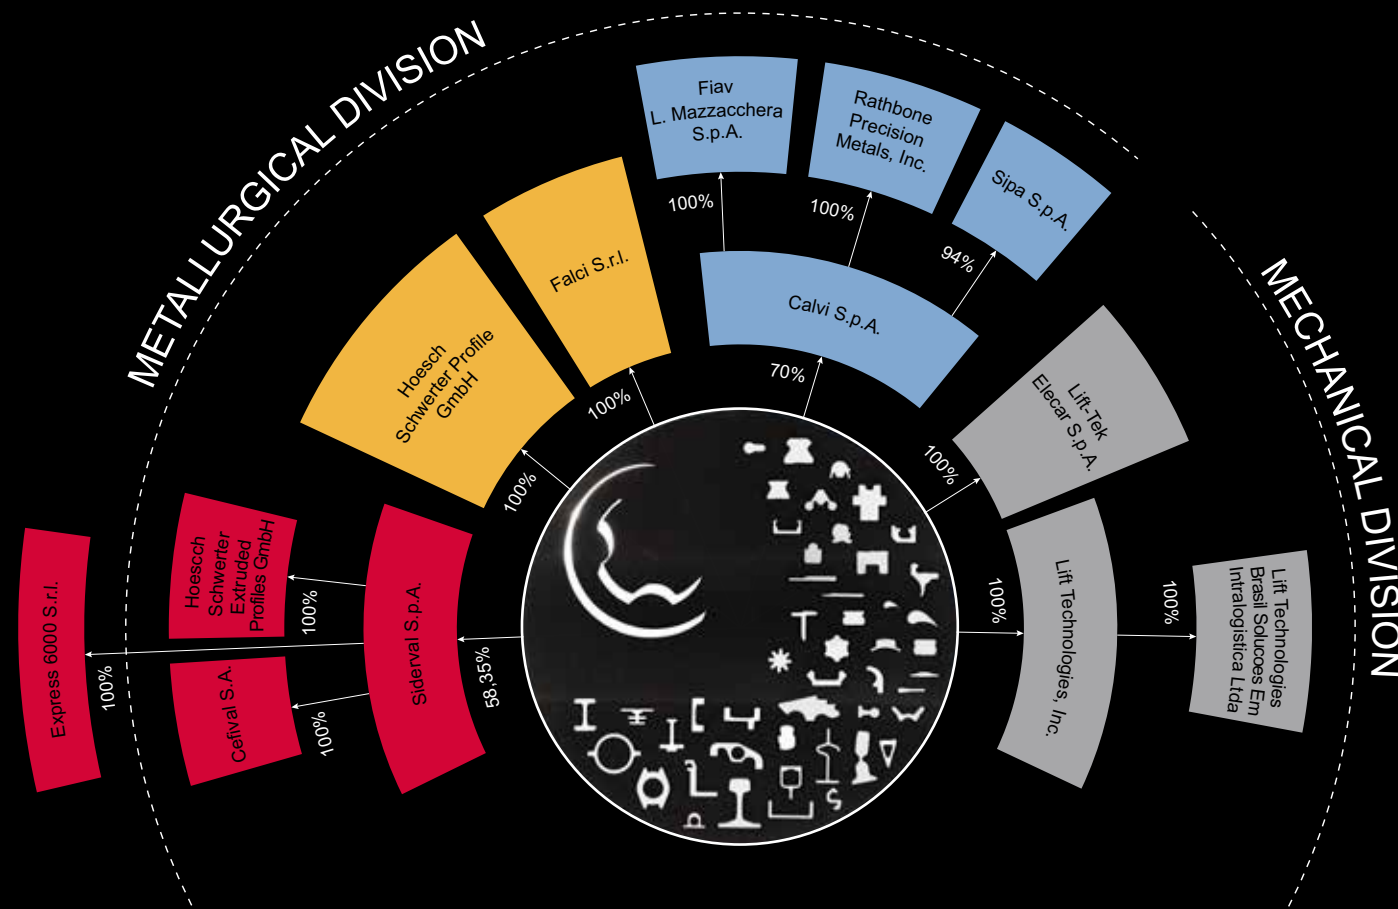 METALLURGICAL DIVISION
MECHANICAL DIVISION
Fiav
L. Mazzacchera
S.p.A.
Rathbone
Precision
Metals, Inc.
Sipa S.p.A.
100%
100%
94%
Calvi S.p.A.
70%
Falci S.r.l.
100%
Hoesch
Schwerter Profile
GmbH
100%
Lift-Tek
Elecar S.p.A.
100%
Hoescch
Schwerter
Extruded
Profiles GmbH
100%
Express 6000 S.r.l.
100%
Cefival S.A.
100%
Siderval S.p.A.
58,35%
100%
Lift Technologies, Inc.
100%
Lift Technologies
Brasil Solucoes Em
Intralogistica Ltda